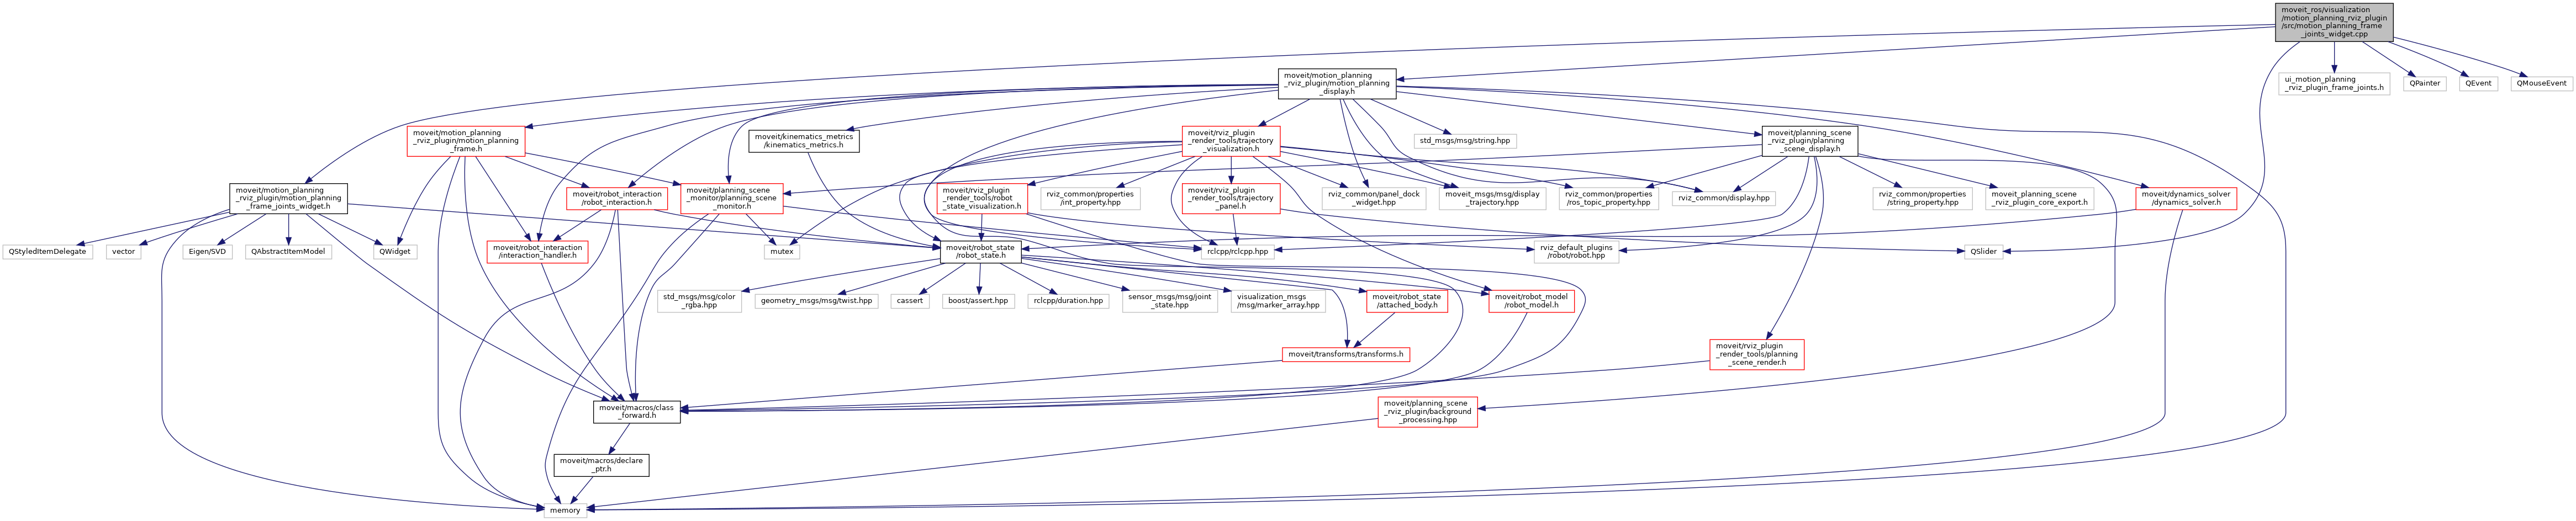 moveit_ros/visualization
/motion_planning_rviz_plugin
/src/motion_planning_frame
_joints_widget.cpp
moveit/motion_planning
_rviz_plugin/motion_planning
_display.h
ui_motion_planning
_rviz_plugin_frame_joints.h
QPainter
QEvent
QMouseEvent
moveit/motion_planning
_rviz_plugin/motion_planning
_frame.h
moveit/kinematics_metrics
/kinematics_metrics.h
moveit/rviz_plugin
_render_tools/trajectory
_visualization.h
std_msgs/msg/string.hpp
moveit/planning_scene
_rviz_plugin/planning
_scene_display.h
moveit/motion_planning
_rviz_plugin/motion_planning
_frame_joints_widget.h
moveit/robot_interaction
/robot_interaction.h
moveit/planning_scene
_monitor/planning_scene
_monitor.h
moveit/rviz_plugin
_render_tools/robot
_state_visualization.h
rviz_common/properties
/int_property.hpp
moveit/rviz_plugin
_render_tools/trajectory
_panel.h
rviz_common/panel_dock
_widget.hpp
moveit_msgs/msg/display
_trajectory.hpp
rviz_common/properties
/ros_topic_property.hpp
rviz_common/display.hpp
rviz_common/properties
/string_property.hpp
moveit_planning_scene
_rviz_plugin_core_export.h
moveit/dynamics_solver
/dynamics_solver.h
QStyledItemDelegate
vector
Eigen/SVD
QAbstractItemModel
QWidget
moveit/robot_interaction
/interaction_handler.h
mutex
moveit/robot_state
/robot_state.h
rclcpp/rclcpp.hpp
rviz_default_plugins
/robot/robot.hpp
QSlider
std_msgs/msg/color
_rgba.hpp
geometry_msgs/msg/twist.hpp
cassert
boost/assert.hpp
rclcpp/duration.hpp
sensor_msgs/msg/joint
_state.hpp
visualization_msgs
/msg/marker_array.hpp
moveit/robot_state
/attached_body.h
moveit/robot_model
/robot_model.h
moveit/transforms/transforms.h
moveit/rviz_plugin
_render_tools/planning
_scene_render.h
moveit/macros/class
_forward.h
moveit/planning_scene
_rviz_plugin/background
_processing.hpp
moveit/macros/declare
_ptr.h
memory